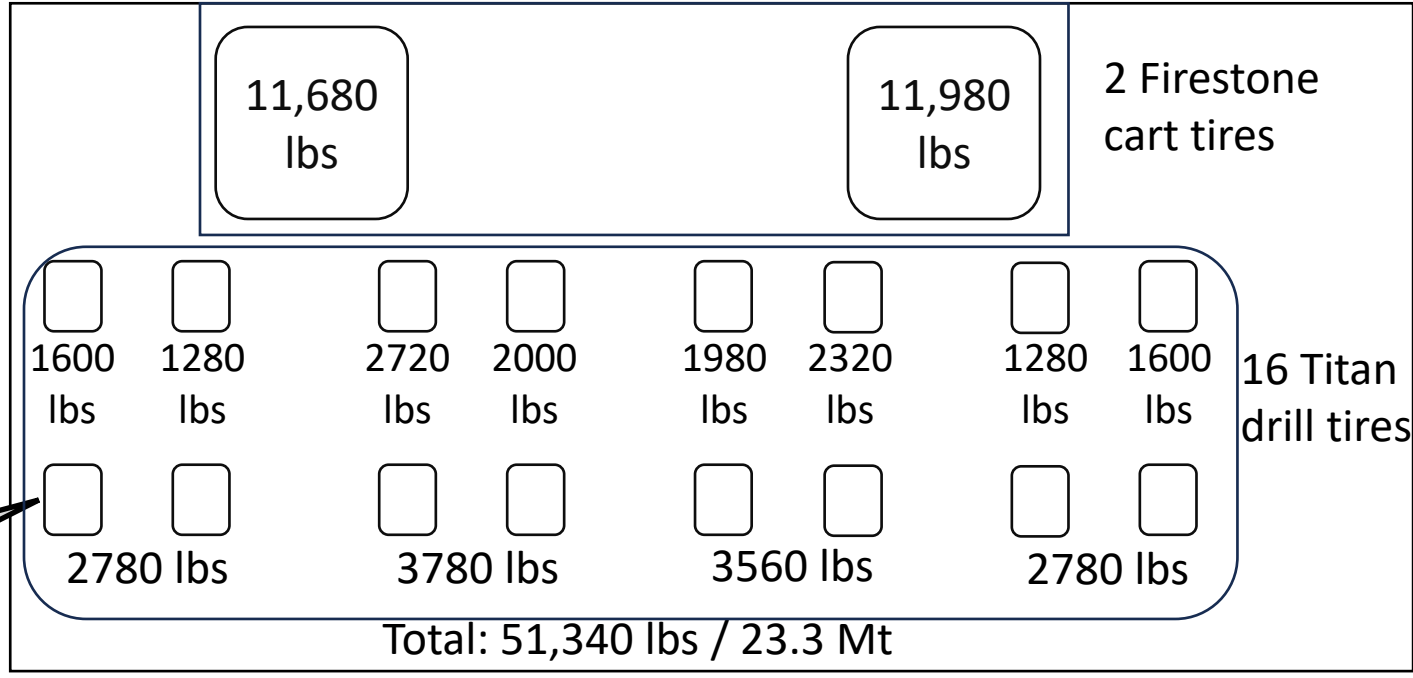 11,680
lbs
11,980
lbs
2 Firestone
cart tires
1600 1280 2720 2000 1980 2320 1280 1600
lbs lbs lbs lbs lbs lbs lbs lbs
16 Titan
drill tires
2780 lbs 3780 lbs 3560 lbs 2780 lbs
Total: 51,340 lbs / 23.3 Mt